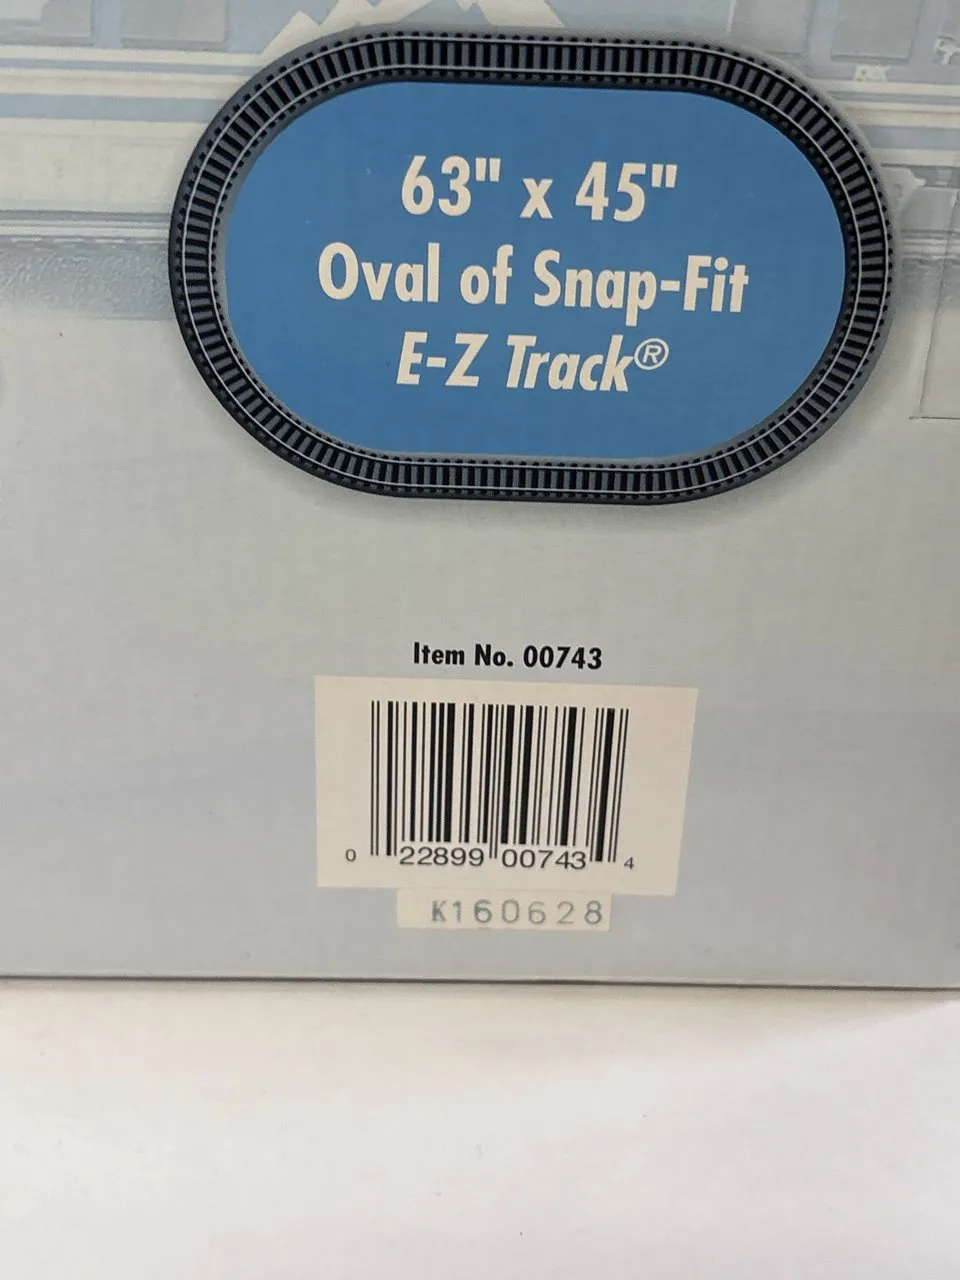 63" x 45"
Oval of Snap-Fit
E-Z Track®
Item No. 00743
0 22899 00743 4
K160628